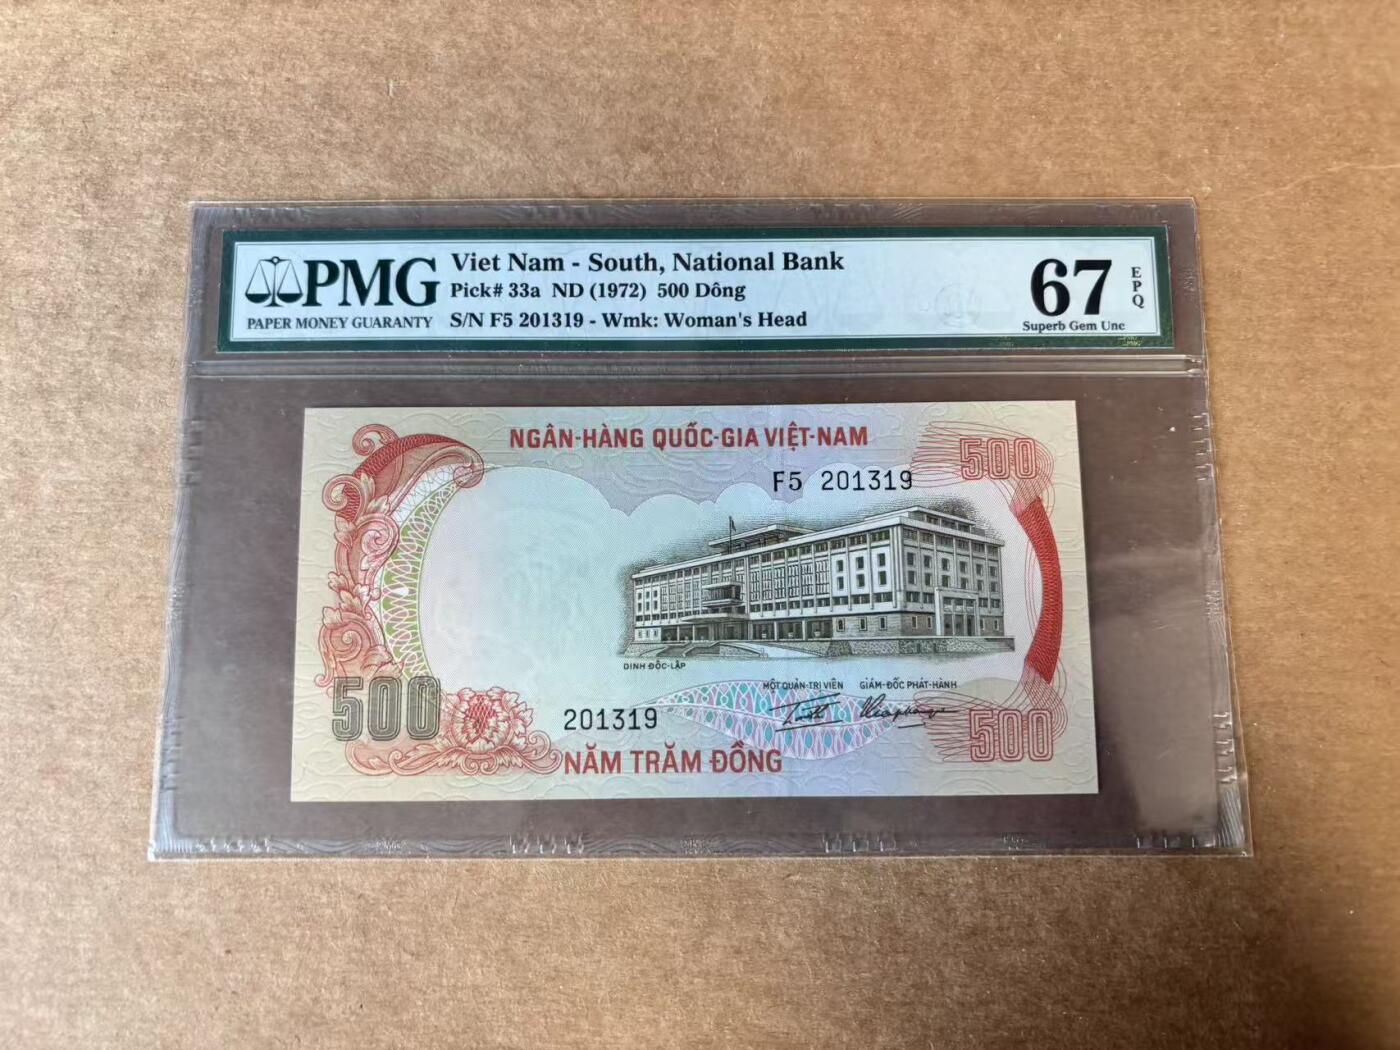 PMG
PAPER MONEY GUARANTY
Viet Nam - South, National Bank
Pick# 33a ND (1972) 500 Dông
S/N F5 201319 - Wmk: Woman's Head
67
EPQ
Superb Gem Unc
NGÂN-HÀNG QUỐC-GIA VIỆT-NAM
500
F5 201319
DINH ĐỘC-LẬP
MỘT QUẢN-TRỊ VIÊN GIÁM-ĐỐC PHÁT-HÀNH
500
201319
500
NĂM TRĂM ĐỒNG